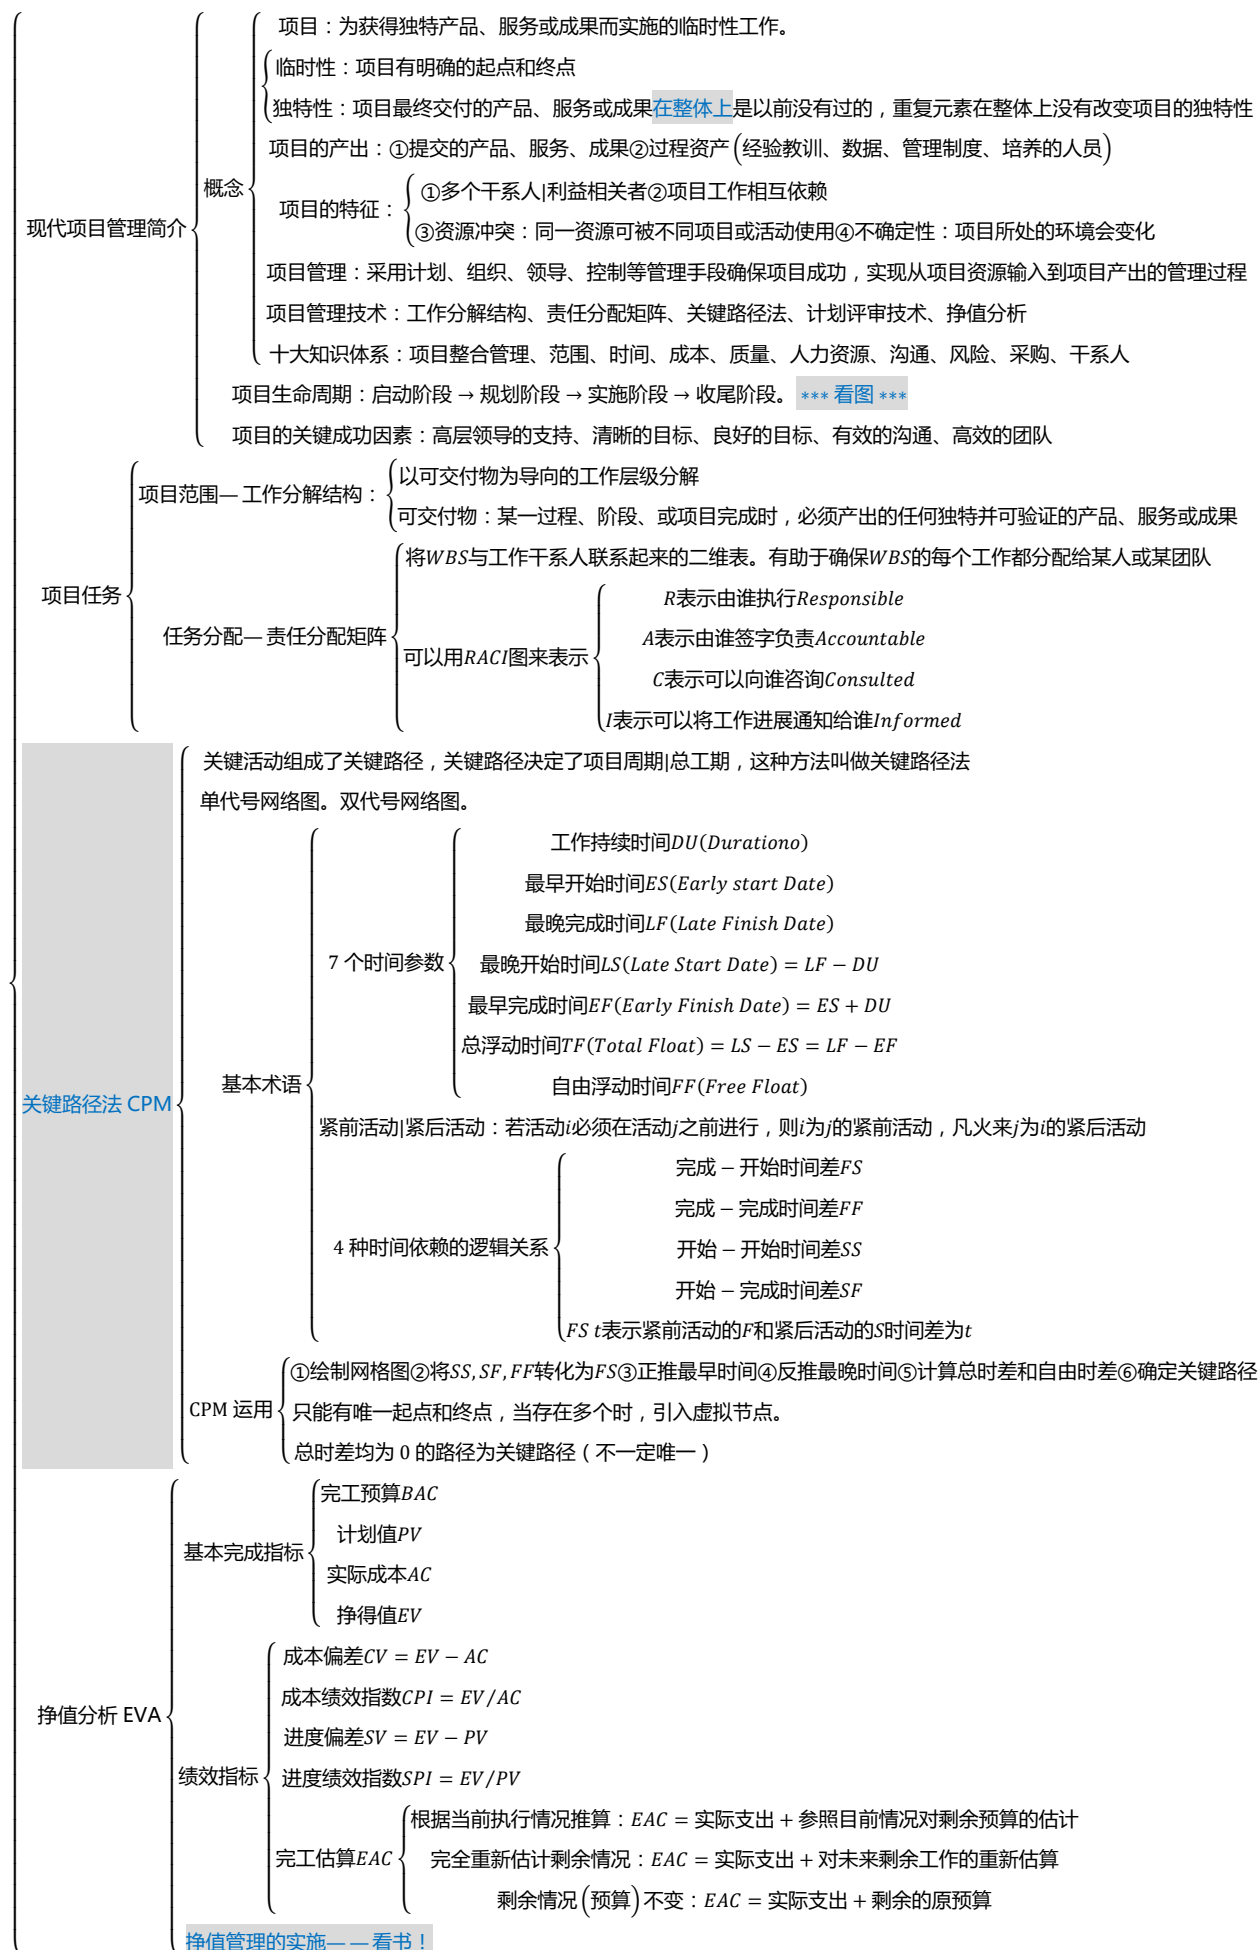 项目：为获得独特产品、服务或成果而实施的临时性工作。
临时性：项目有明确的起点和终点
独特性：项目最终交付的产品、服务或成果在整体上是以前没有过的，重复元素在整体上没有改变项目的独特性
项目的产出：①提交的产品、服务、成果②过程资产(经验教训、数据、管理制度、培养的人员)
概念
项目的特征：
①多个干系人|利益相关者②项目工作相互依赖
③资源冲突：同一资源可被不同项目或活动使用④不确定性：项目所处的环境会变化
现代项目管理简介
项目管理：采用计划、组织、领导、控制等管理手段确保项目成功，实现从项目资源输入到项目产出的管理过程
项目管理技术：工作分解结构、责任分配矩阵、关键路径法、计划评审技术、挣值分析
十大知识体系：项目整合管理、范围、时间、成本、质量、人力资源、沟通、风险、采购、干系人
项目生命周期：启动阶段→规划阶段→实施阶段→收尾阶段。*** 看图 ***
项目的关键成功因素：高层领导的支持、清晰的目标、良好的目标、有效的沟通、高效的团队
项目范围—工作分解结构：
以可交付物为导向的工作层级分解
可交付物：某一过程、阶段、或项目完成时，必须产出的任何独特并可验证的产品、服务或成果
项目任务
将WBS与工作干系人联系起来的二维表。有助于确保WBS的每个工作都分配给某人或某团队
任务分配—责任分配矩阵
可以用RACI图来表示
R表示由谁执行Responsible
A表示由谁签字负责Accountable
C表示可以向谁咨询Consulted
I表示可以将工作进展通知给谁Informed
关键活动组成了关键路径，关键路径决定了项目周期|总工期，这种方法叫做关键路径法
单代号网络图。双代号网络图。
工作持续时间DU(Durationo)
最早开始时间ES(Early start Date)
最晚完成时间LF(Late Finish Date)
7 个时间参数
最晚开始时间LS(Late Start Date) = LF − DU
最早完成时间EF(Early Finish Date) = ES + DU
总浮动时间TF(Total Float) = LS − ES = LF − EF
自由浮动时间FF(Free Float)
基本术语
关键路径法 CPM
紧前活动|紧后活动：若活动i必须在活动j之前进行，则i为j的紧前活动，凡火来j为i的紧后活动
完成 − 开始时间差FS
完成 − 完成时间差FF
4 种时间依赖的逻辑关系
开始 − 开始时间差SS
开始 − 完成时间差SF
FS t表示紧前活动的F和紧后活动的S时间差为t
①绘制网格图②将SS, SF, FF转化为FS③正推最早时间④反推最晚时间⑤计算总时差和自由时差⑥确定关键路径
CPM 运用
只能有唯一起点和终点，当存在多个时，引入虚拟节点。
总时差均为 0 的路径为关键路径（不一定唯一）
完工预算BAC
计划值PV
基本完成指标
实际成本AC
挣得值EV
成本偏差CV = EV − AC
成本绩效指数CPI = EV/AC
挣值分析 EVA
进度偏差SV = EV − PV
绩效指标
进度绩效指数SPI = EV/PV
根据当前执行情况推算：EAC = 实际支出 + 参照目前情况对剩余预算的估计
完工估算EAC
完全重新估计剩余情况：EAC = 实际支出 + 对未来剩余工作的重新估算
剩余情况(预算)不变：EAC = 实际支出 + 剩余的原预算
挣值管理的实施——看书！